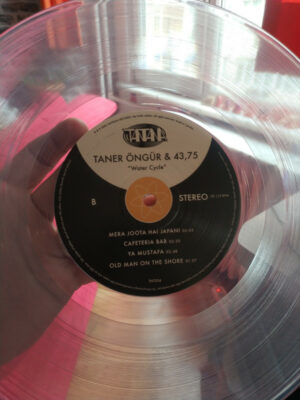 TANER ÖNGÜR & 43,75
"Water Cycle"
B
STEREO
MERA JOOTA HAI JAPANI
CAFETERIA BAB
YA MUSTAFA
OLD MAN ON THE SHORE